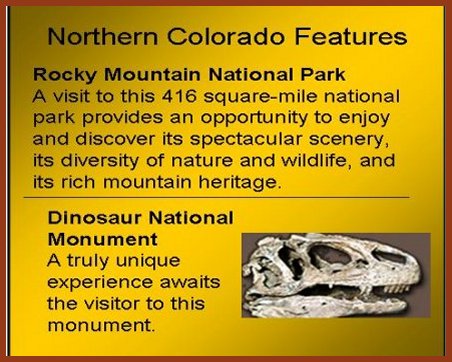 Northern Colorado Features
Rocky Mountain National Park
A visit to this 416 square-mile national
park provides an opportunity to enjoy
and discover its spectacular scenery,
its diversity of nature and wildlife, and
its rich mountain heritage.
Dinosaur National
Monument
A truly unique
experience awaits
the visitor to this
monument.